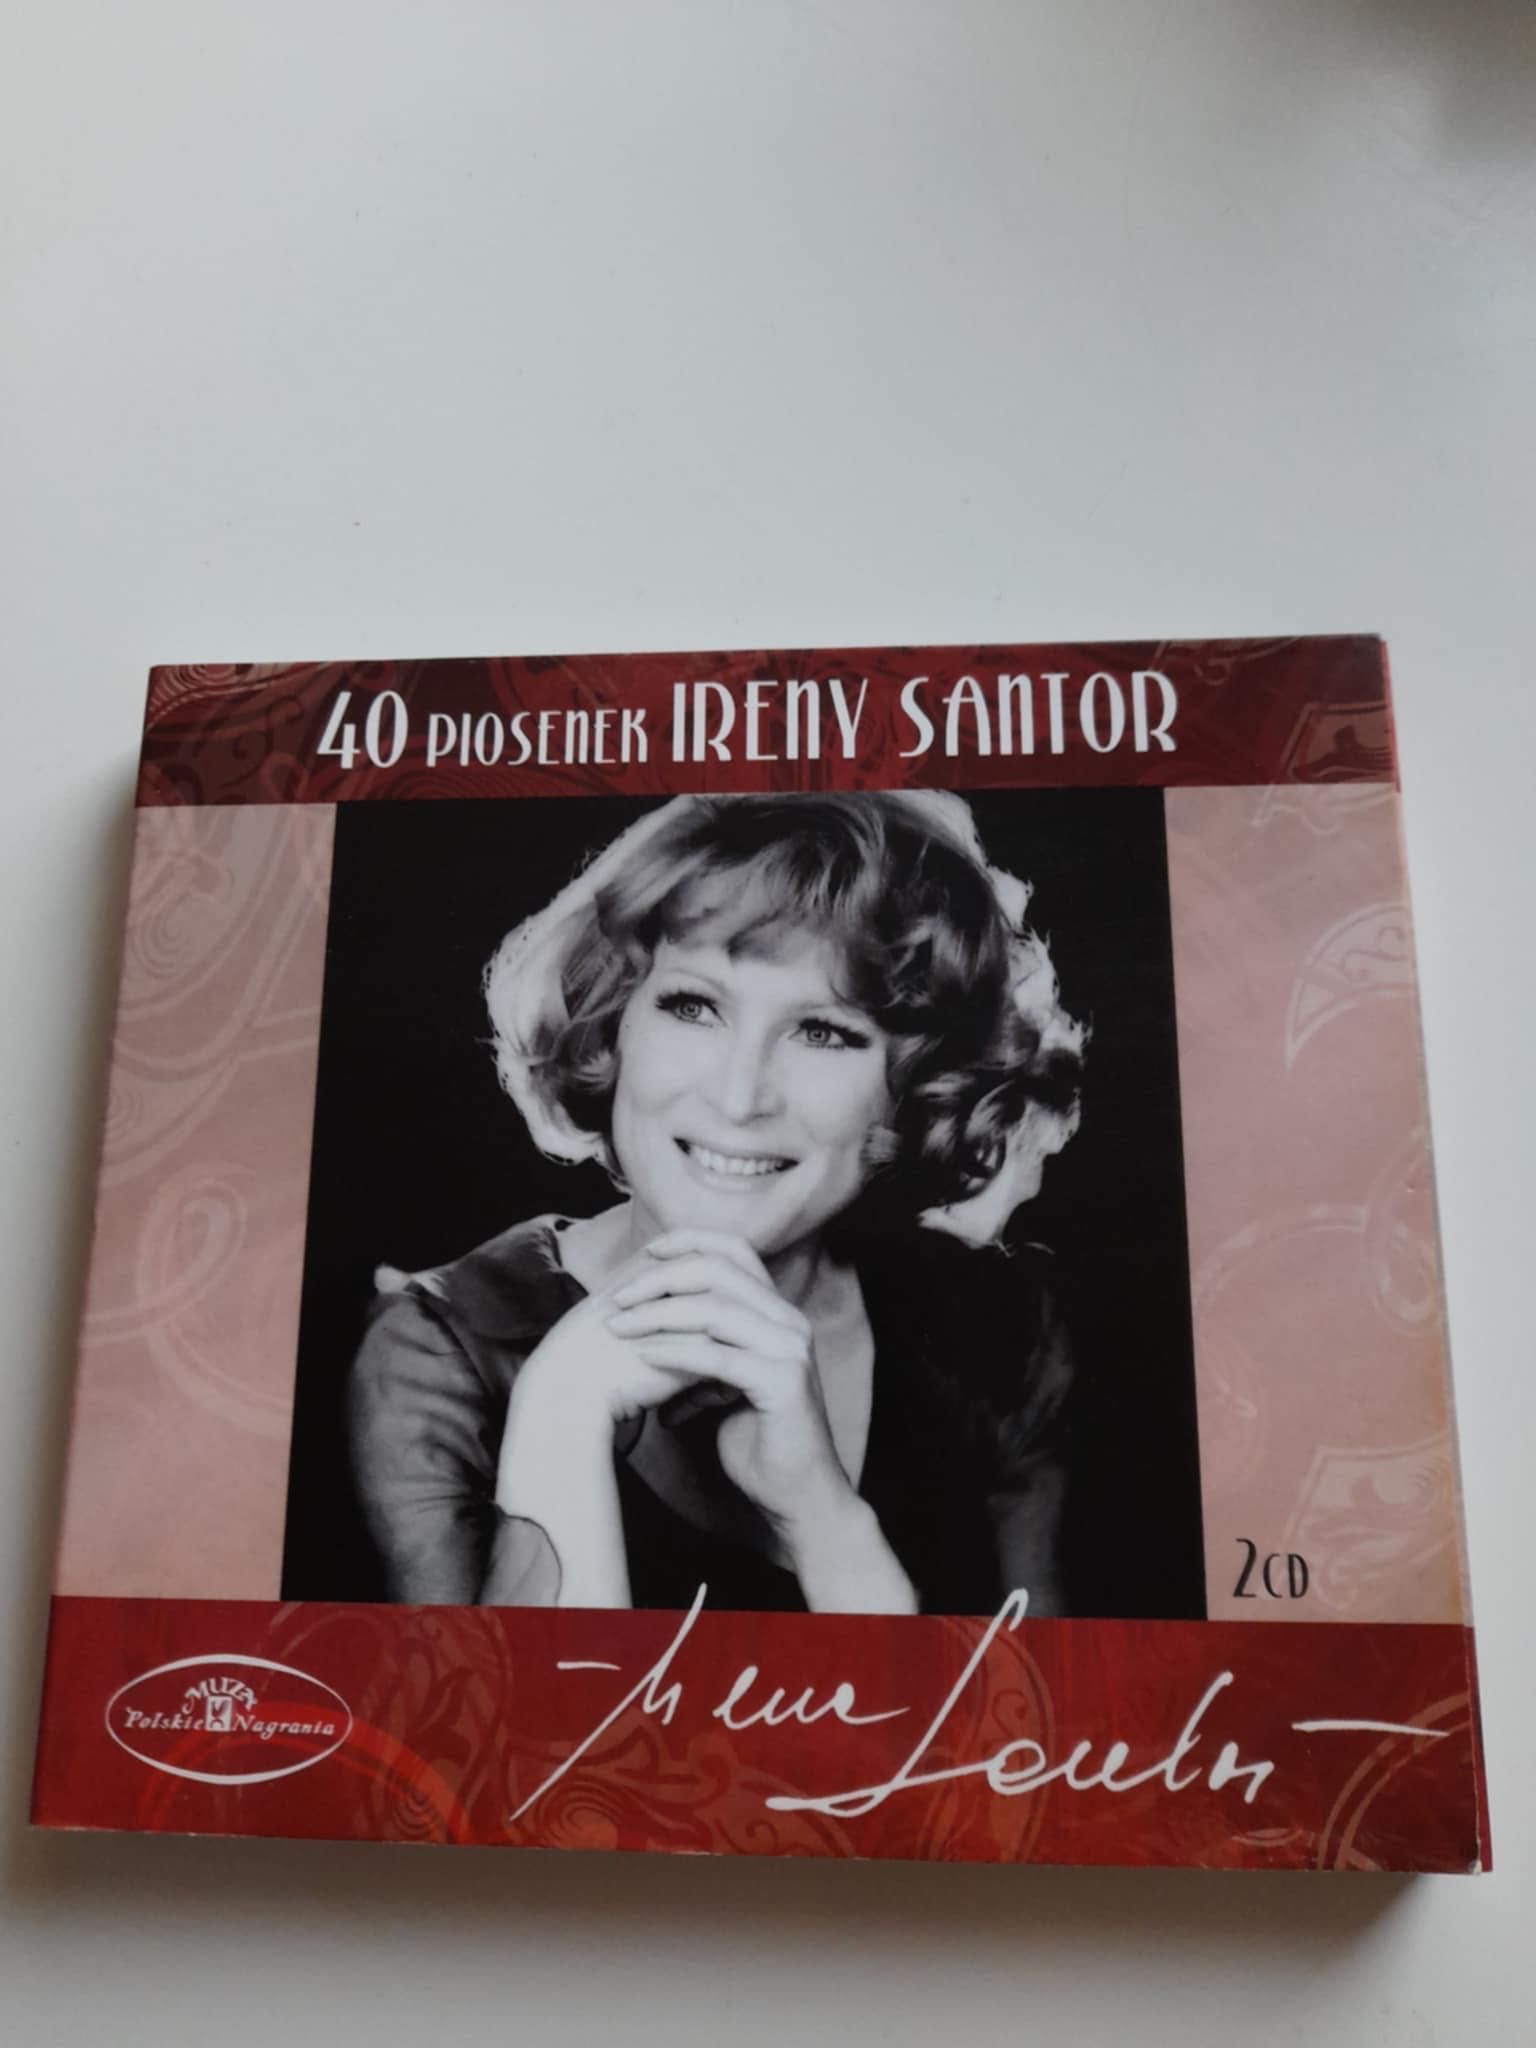 40 PIOSENEK IRENY SANTOR
2CD
MUZA
Polskie Nagrania
Irena Santor